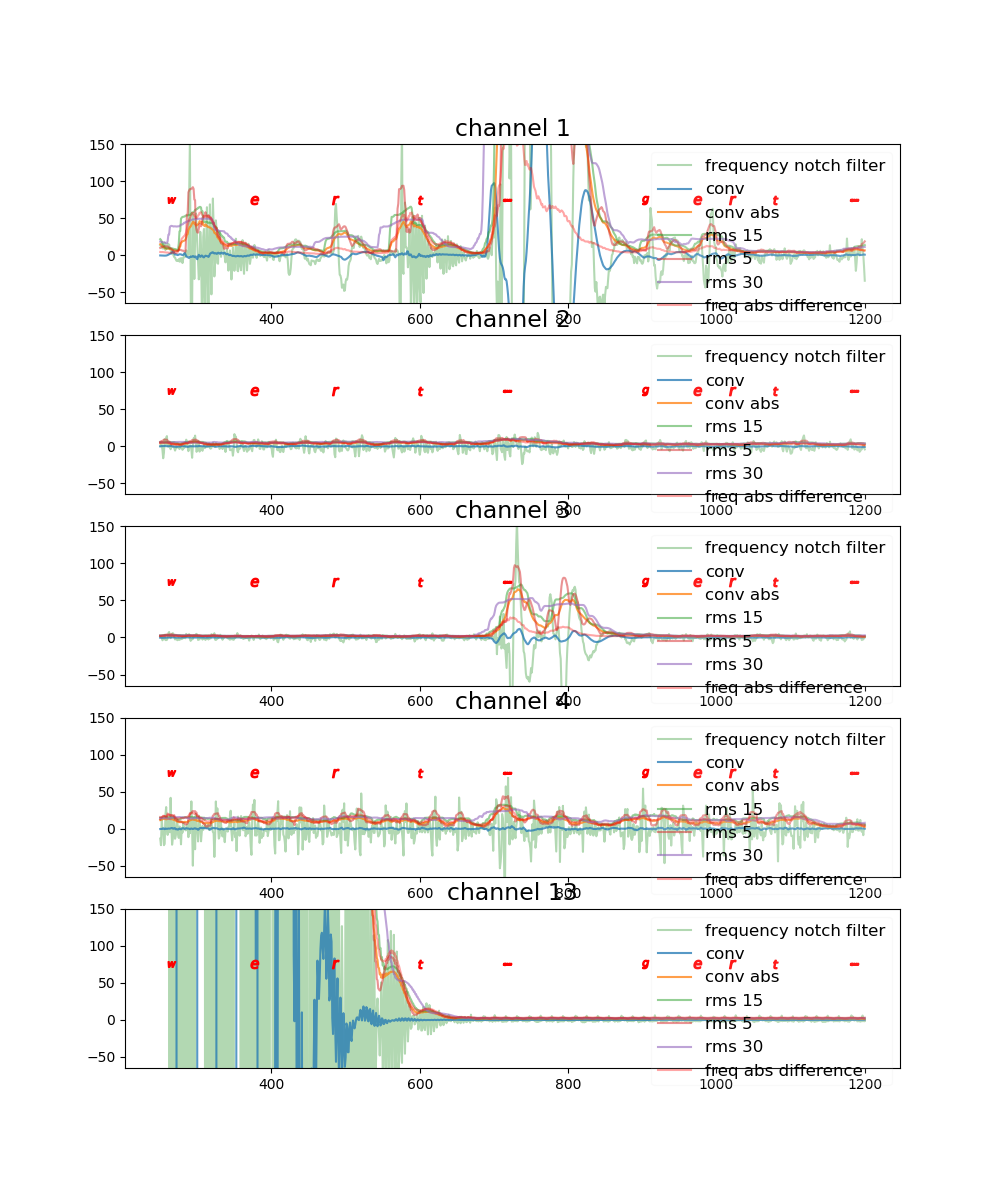 channel 1
150
100
50
0
−50
w e r t - g e r t -
frequency notch filter
conv
conv abs
rms 15
rms 5
rms 30
freq abs difference
400 600 800 1000 1200
channel 2
150
100
50
0
−50
w e r t - g e r t -
frequency notch filter
conv
conv abs
rms 15
rms 5
rms 30
freq abs difference
400 600 800 1000 1200
channel 3
150
100
50
0
−50
w e r t - g e r t -
frequency notch filter
conv
conv abs
rms 15
rms 5
rms 30
freq abs difference
400 600 800 1000 1200
channel 4
150
100
50
0
−50
w e r t - g e r t -
frequency notch filter
conv
conv abs
rms 15
rms 5
rms 30
freq abs difference
400 600 800 1000 1200
channel 13
150
100
50
0
−50
w e r t - g e r t -
frequency notch filter
conv
conv abs
rms 15
rms 5
rms 30
freq abs difference
400 600 800 1000 1200